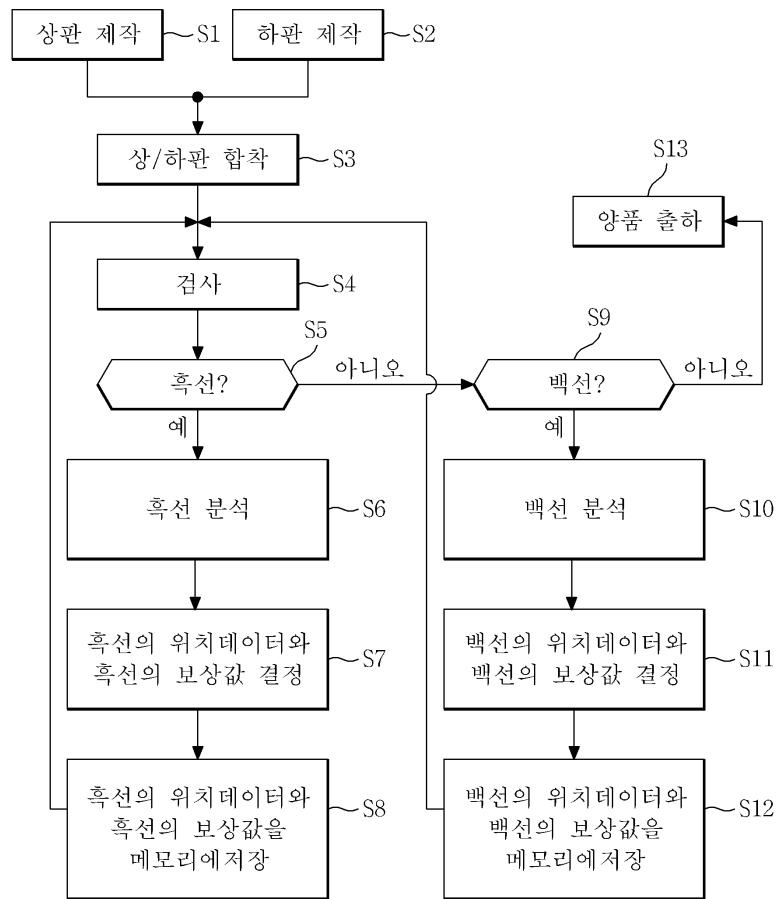 상판 제작
S1
하판 제작
S2
상/하판 합착
S3
S13
양품 출하
검사
S4
흑선?
S5
아니오
예
백선?
S9
아니오
예
흑선 분석
S6
백선 분석
S10
흑선의 위치데이터와
흑선의 보상값 결정
S7
백선의 위치데이터와
백선의 보상값 결정
S11
흑선의 위치데이터와
흑선의 보상값을
메모리에저장
S8
백선의 위치데이터와
백선의 보상값을
메모리에저장
S12